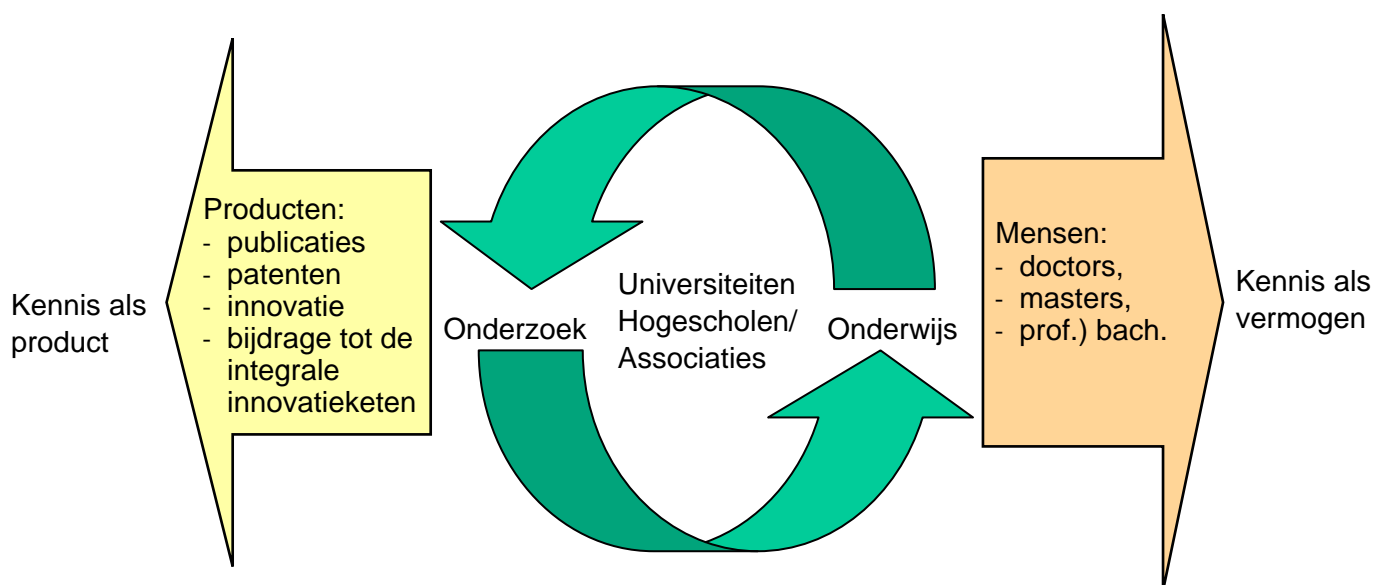 Kennis als
product
Producten:
- publicaties
- patenten
- innovatie
- bijdrage tot de
integrale
innovatieketen
Onderzoek
Universiteiten
Hogescholen/
Associaties
Onderwijs
Mensen:
- doctors,
- masters,
- prof.) bach.
Kennis als
vermogen